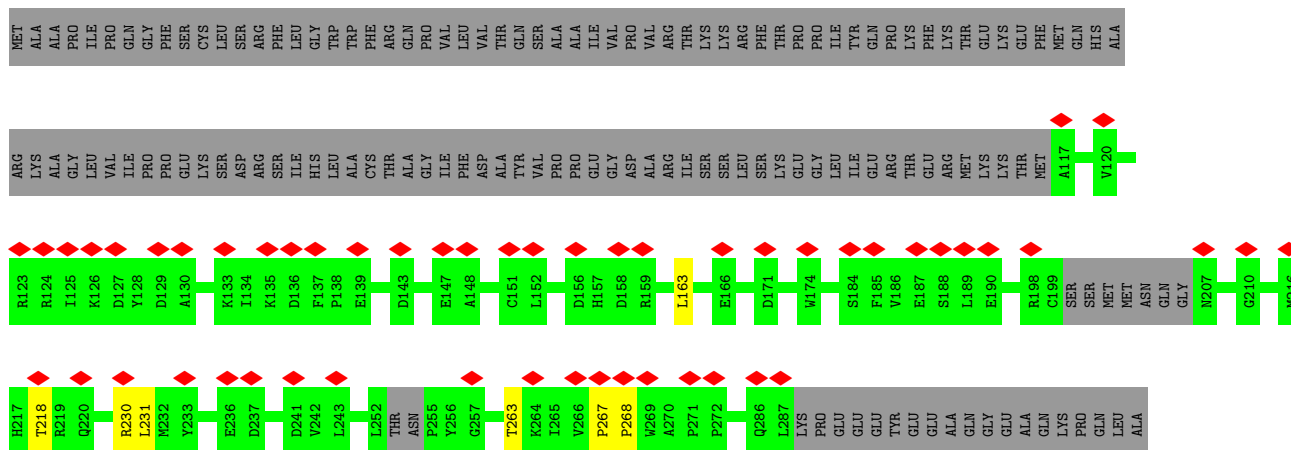 MET ALA ALA PRO ILE PRO GLN GLY PHE SER CYS LEU SER ARG PHE LEU GLY TRP TRP PHE ARG GLN PRO VAL LEU VAL THR GLN SER ALA ALA ILE VAL PRO VAL ARG THR LYS LYS ARG PHE THR PRO PRO ILE TYR GLN PRO LYS PHE LYS THR GLU LYS GLU PHE MET GLN HIS ALA
ARG LYS ALA GLY LEU VAL ILE PRO PRO GLU LYS SER ASP ARG SER ILE HIS LEU ALA CYS THR ALA GLY ILE PHE ASP ALA TYR VAL PRO PRO GLU GLY ASP ALA ARG ILE SER SER LEU SER LYS GLU GLY LEU ILE GLU ARG THR GLU ARG MET LYS LYS THR MET A117 V120
R123 R124 I125 K126 D127 Y128 D129 A130 K133 I134 K135 D136 F137 P138 E139 D143 E147 A148 C151 L152 D156 H157 D158 R159 L163 E166 D171 W174 S184 F185 V186 E187 S188 L189 E190 R198 C199 SER SER MET MET ASN GLN GLY N207 G210
H217 T218 R219 Q220 R230 L231 M232 Y233 E236 D237 D241 V242 L243 L252 THR ASN P255 Y256 G257 T263 K264 I265 V266 P267 P268 W269 A270 P271 P272 Q286 L287 LYS PRO GLU GLU GLU TYR GLU GLU ALA GLN GLY GLU ALA GLN LYS PRO GLN LEU ALA